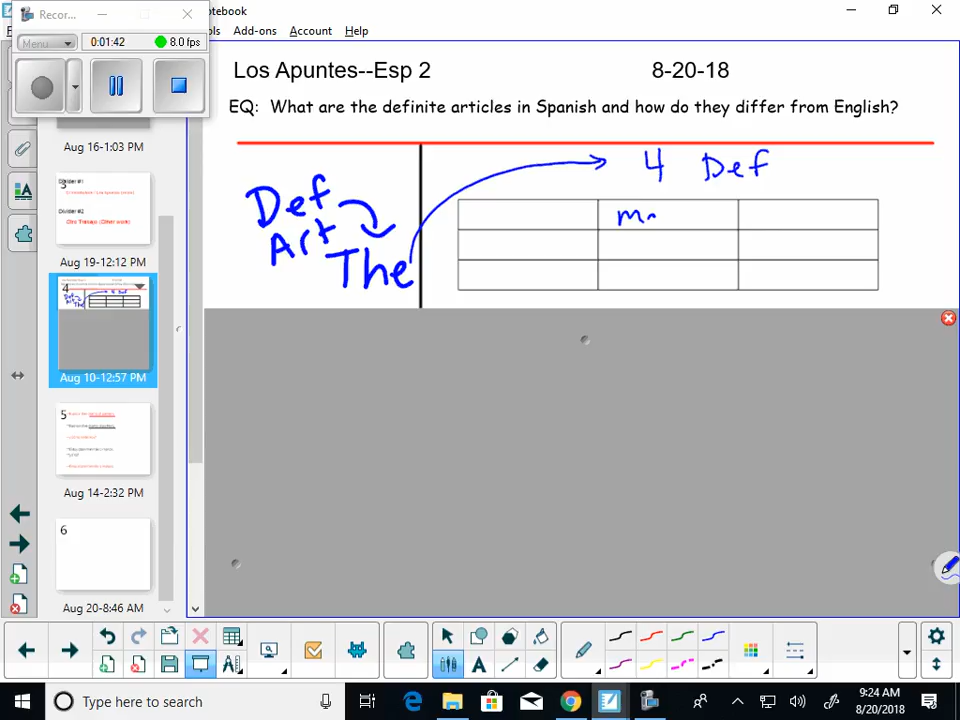 Recor...
otebook
Menu
0:01:42
8.0 fps
ols Add-ons Account Help
Los Apuntes--Esp 2 8-20-18
EQ: What are the definite articles in Spanish and how do they differ from English?
4 Def
Def
Art
The
m
Aug 16-1:03 PM
3
Divider #1
Divider #2
Otro Trabajo (Other work)
Aug 19-12:12 PM
4
Aug 10-12:57 PM
5
Aug 14-2:32 PM
6
Aug 20-8:46 AM
A
Type here to search
9:24 AM
8/20/2018